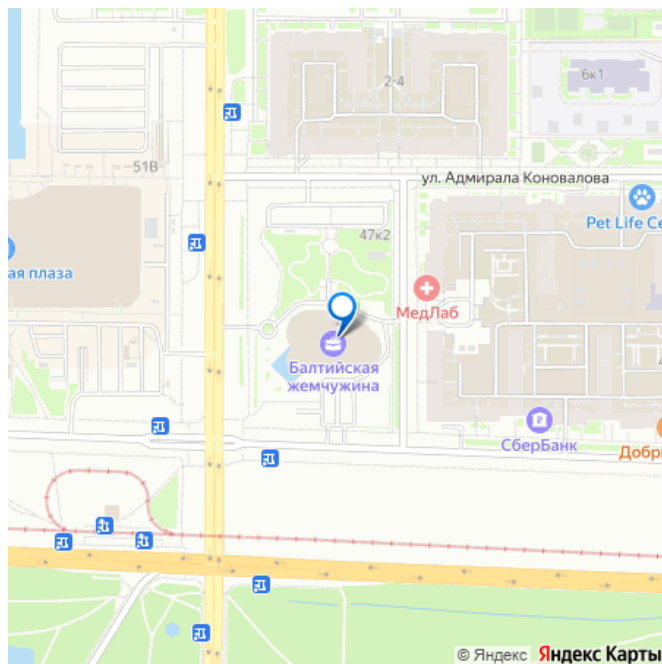 2-4
6к1
51В
ул. Адмирала Коновалова
Pet Life Ce
47к2
ая плаза
МедЛаб
Балтийская
жемчужина
СберБанк
Добр
© Яндекс Яндекс Карты